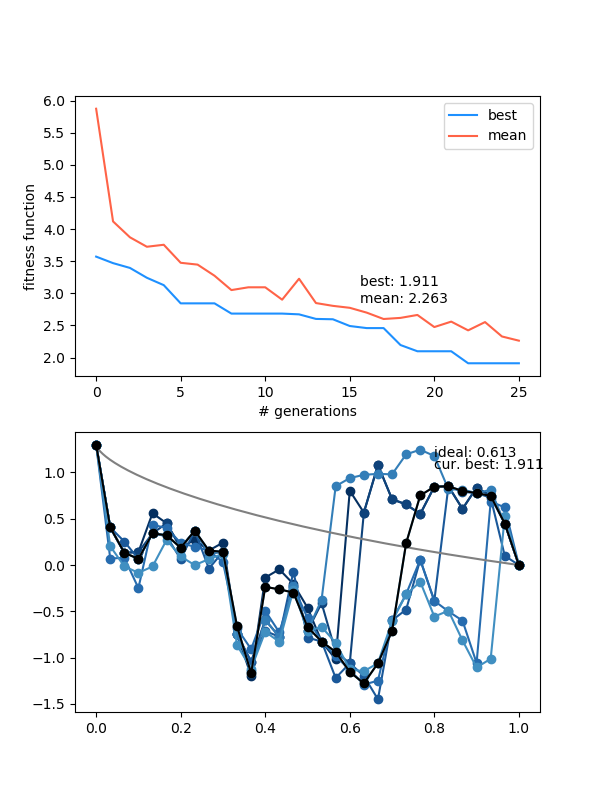 6.0
5.5
5.0
4.5
4.0
3.5
3.0
2.5
2.0
fitness function
best
mean
best: 1.911
mean: 2.263
0 5 10 15 20 25
# generations
1.0
0.5
0.0
−0.5
−1.0
−1.5
ideal: 0.613
cur. best: 1.911
0.0 0.2 0.4 0.6 0.8 1.0